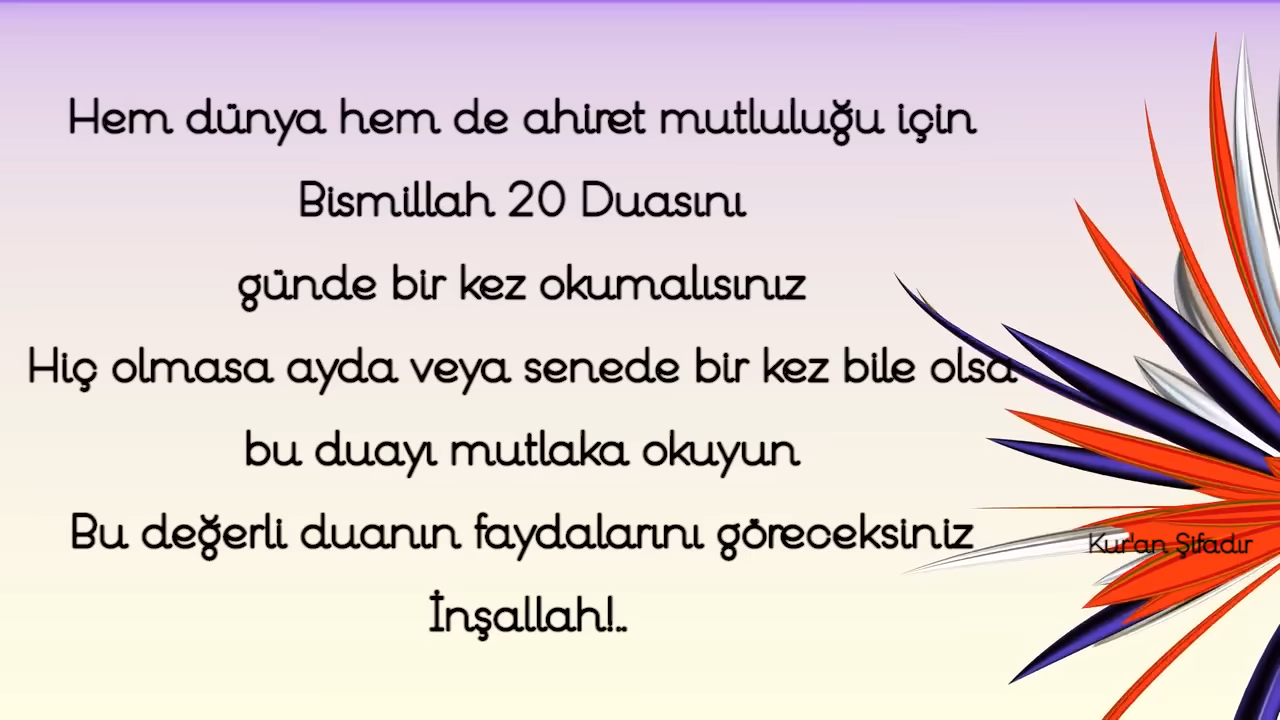 Hem dünya hem de ahiret mutluluğu için
Bismillah 20 Duasını
günde bir kez okumalısınız
Hiç olmasa ayda veya senede bir kez bile olsa
bu duayı mutlaka okuyun
Bu değerli duanın faydalarını göreceksiniz
İnşallah!..
Kur'an Şifadır